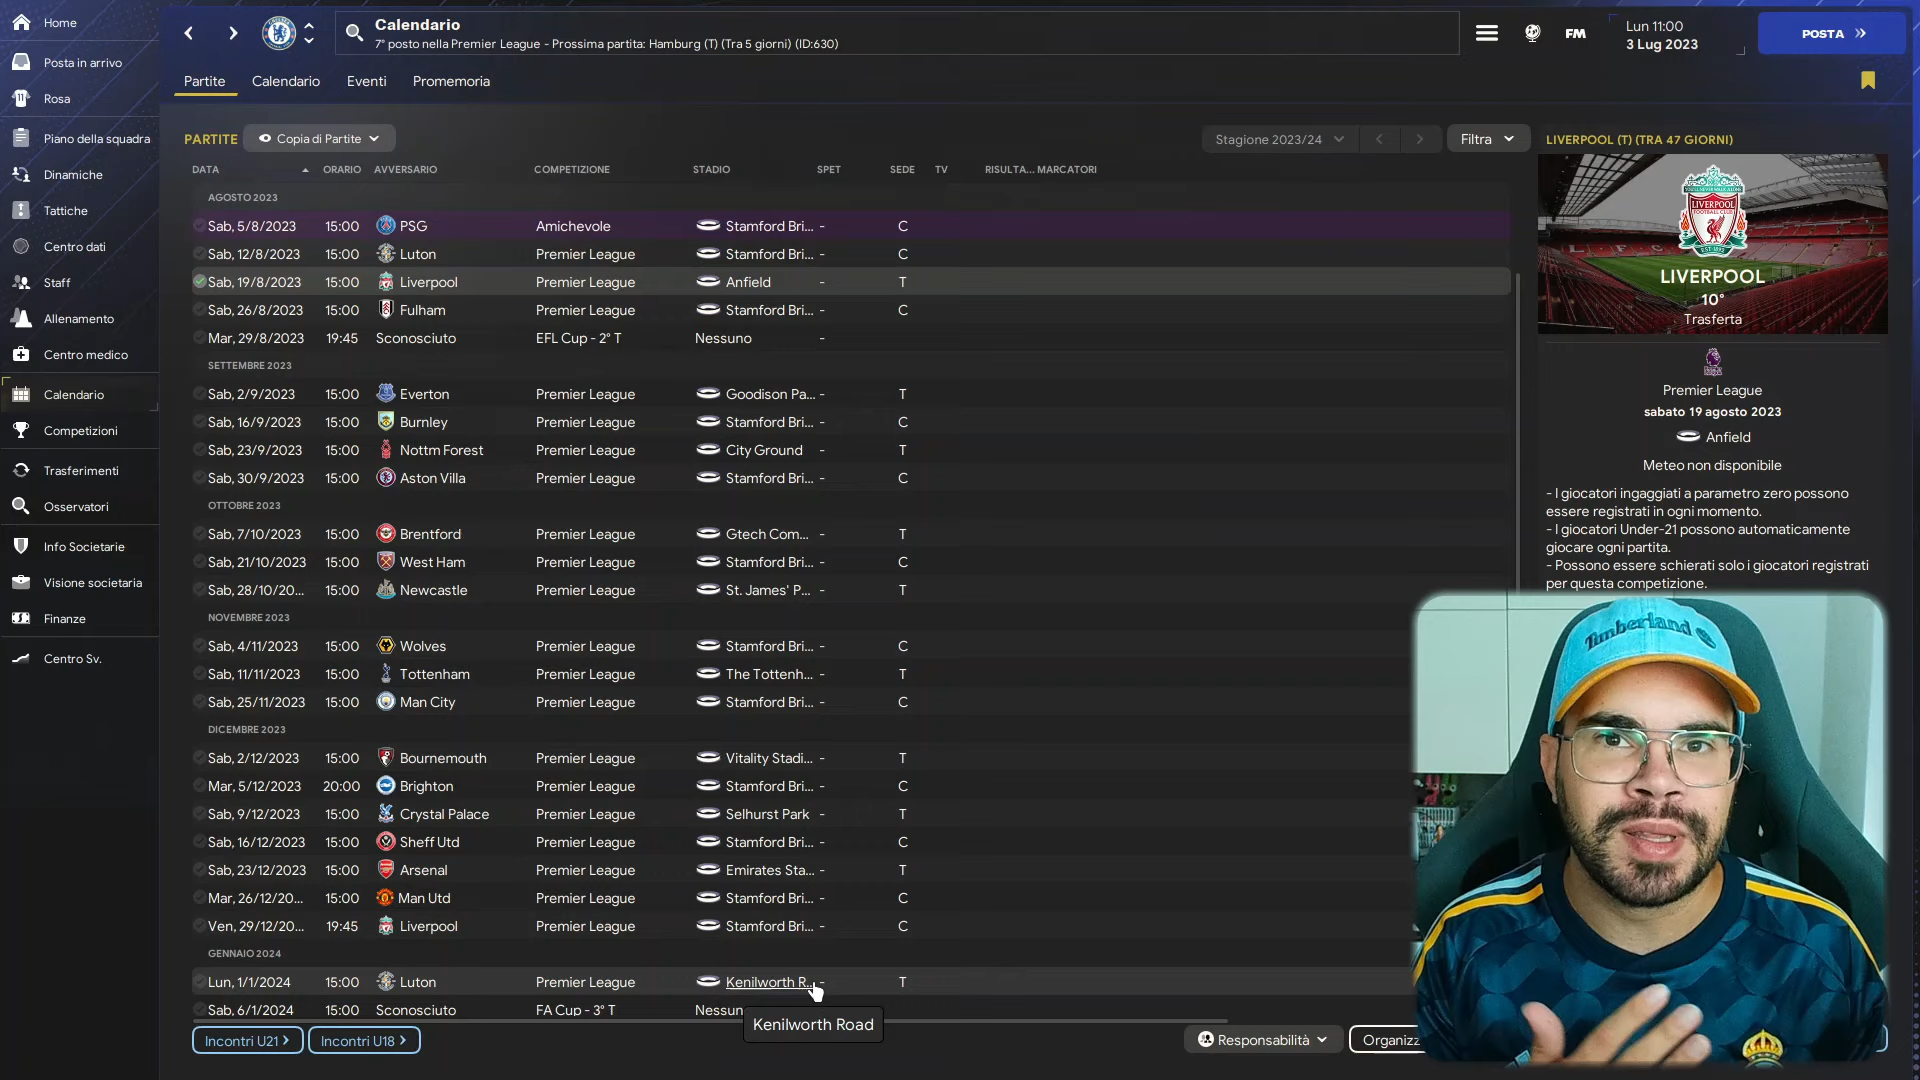 Home
Posta in arrivo
Rosa
Piano della squadra
Dinamiche
Tattiche
Centro dati
Staff
Allenamento
Centro medico
Calendario
Competizioni
Trasferimenti
Osservatori
Info Societarie
Visione societaria
Finanze
Centro Sv.
Calendario
7° posto nella Premier League - Prossima partita: Hamburg (T) (Tra 5 giorni) (ID:630)
FM
Lun 11:00
3 Lug 2023
POSTA
Partite Calendario Eventi Promemoria
PARTITE Copia di Partite Stagione 2023/24 Filtra
DATA ORARIO AVVERSARIO COMPETIZIONE STADIO SPET SEDE TV RISULTA... MARCATORI
AGOSTO 2023
Sab, 5/8/2023 15:00 PSG Amichevole Stamford Bri... - C
Sab, 12/8/2023 15:00 Luton Premier League Stamford Bri... - C
Sab, 19/8/2023 15:00 Liverpool Premier League Anfield - T
Sab, 26/8/2023 15:00 Fulham Premier League Stamford Bri... - C
Mar, 29/8/2023 19:45 Sconosciuto EFL Cup - 2° T Nessuno -
SETTEMBRE 2023
Sab, 2/9/2023 15:00 Everton Premier League Goodison Pa... - T
Sab, 16/9/2023 15:00 Burnley Premier League Stamford Bri... - C
Sab, 23/9/2023 15:00 Nottm Forest Premier League City Ground - T
Sab, 30/9/2023 15:00 Aston Villa Premier League Stamford Bri... - C
OTTOBRE 2023
Sab, 7/10/2023 15:00 Brentford Premier League Gtech Com... - T
Sab, 21/10/2023 15:00 West Ham Premier League Stamford Bri... - C
Sab, 28/10/20... 15:00 Newcastle Premier League St. James' P... - T
NOVEMBRE 2023
Sab, 4/11/2023 15:00 Wolves Premier League Stamford Bri... - C
Sab, 11/11/2023 15:00 Tottenham Premier League The Tottenh... - T
Sab, 25/11/2023 15:00 Man City Premier League Stamford Bri... - C
DICEMBRE 2023
Sab, 2/12/2023 15:00 Bournemouth Premier League Vitality Stadi... - T
Mar, 5/12/2023 20:00 Brighton Premier League Stamford Bri... - C
Sab, 9/12/2023 15:00 Crystal Palace Premier League Selhurst Park - T
Sab, 16/12/2023 15:00 Sheff Utd Premier League Stamford Bri... - C
Sab, 23/12/2023 15:00 Arsenal Premier League Emirates Sta... - T
Mar, 26/12/20... 15:00 Man Utd Premier League Stamford Bri... - C
Ven, 29/12/20... 19:45 Liverpool Premier League Stamford Bri... - C
GENNAIO 2024
Lun, 1/1/2024 15:00 Luton Premier League Kenilworth R... - T
Sab, 6/1/2024 15:00 Sconosciuto FA Cup - 3° T Nessun
Kenilworth Road
Incontri U21 Incontri U18 Responsabilità Organizz
LIVERPOOL (T) (TRA 47 GIORNI)
LIVERPOOL
FOOTBALL CLUB
LIVERPOOL
10°
Trasferta
Premier League
sabato 19 agosto 2023
Anfield
Meteo non disponibile
- I giocatori ingaggiati a parametro zero possono
essere registrati in ogni momento.
- I giocatori Under-21 possono automaticamente
giocare ogni partita.
- Possono essere schierati solo i giocatori registrati
per questa competizione.
Timberland